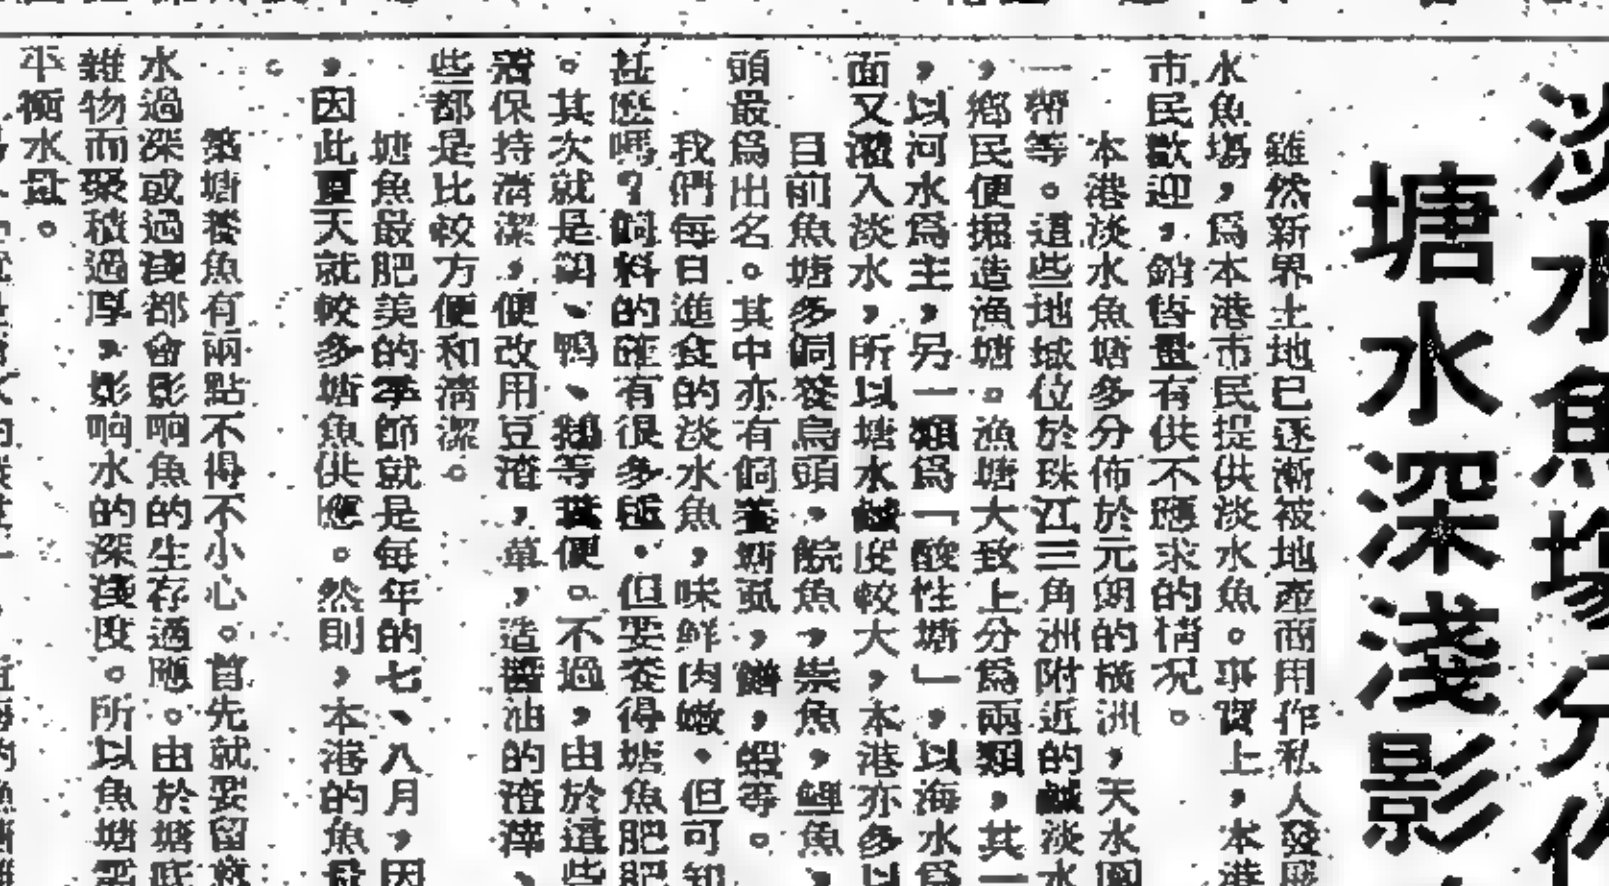 淡水魚塲分佈
塘水深淺影
雖然新界土地已逐漸被地產商用作私人發展
水魚塲，爲本港市民提供淡水魚。事實上，本港
市民歡迎，銷售量有供不應求的情況。
本港淡水魚塘多分佈於元朗的橫洲，天水圍
一帶等。這些地域位於珠江三角洲附近的鹹淡水
，鄉民便掘造漁塘。漁塘大致上分爲兩類，其一
，以河水爲主，另一類爲「酸性塘」，以海水爲
面又灌入淡水，所以塘水鹹度較大，本港亦多以
目前魚塘多飼養烏頭，鯇魚，崇魚，鯉魚，
頭最爲出名。其中亦有飼養塘虱，鱔，蝦等。
我們每日進食的淡水魚，味鮮肉嫩。但可知
甚麽嗎？飼料的確有很多種。但要養得塘魚肥肥
。其次就是鷄、鴨、鵝等糞便。不過，由於這些
保持清潔，便改用豆渣，草，造醬油的渣滓、
些都是比較方便和清潔。
塘魚最肥美的季節就是每年的七、八月，因
，因此夏天就較多塘魚供應。然則，本港的魚最
。
築塘養魚有兩點不得不小心。首先就要留意
水過深或過淺都會影响魚的生存適應。由於塘底
雜物而聚積過厚，影响水的深淺度。所以魚塘需
平衡水量。